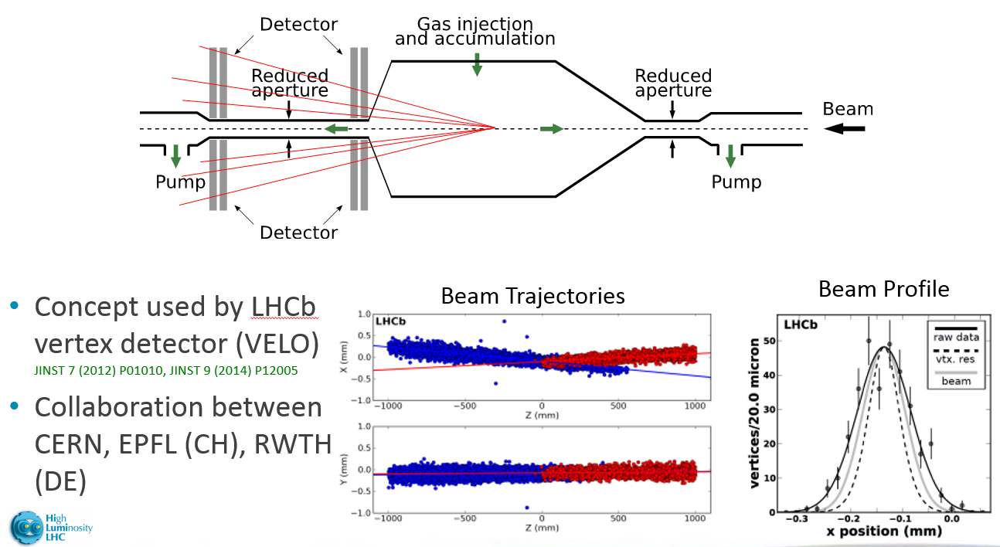 Detector
Gas injection
and accumulation
Reduced
aperture
Reduced
aperture
Beam
Pump
Pump
Detector
• Concept used by LHCb
vertex detector (VELO)
JINST 7 (2012) P01010, JINST 9 (2014) P12005
• Collaboration between
CERN, EPFL (CH), RWTH
(DE)
High
Luminosity
LHC
Beam Trajectories
LHCb
1.0
0.5
0.0
−0.5
−1.0
X (mm)
−1000 −500 0 500 1000
Z (mm)
1.0
0.5
0.0
−0.5
−1.0
Y (mm)
−1000 −500 0 500 1000
Z (mm)
Beam Profile
LHCb
raw data
vtx. res
beam
50
40
30
20
10
0
vertices/20.0 micron
−0.3 −0.2 −0.1 0.0
x position (mm)